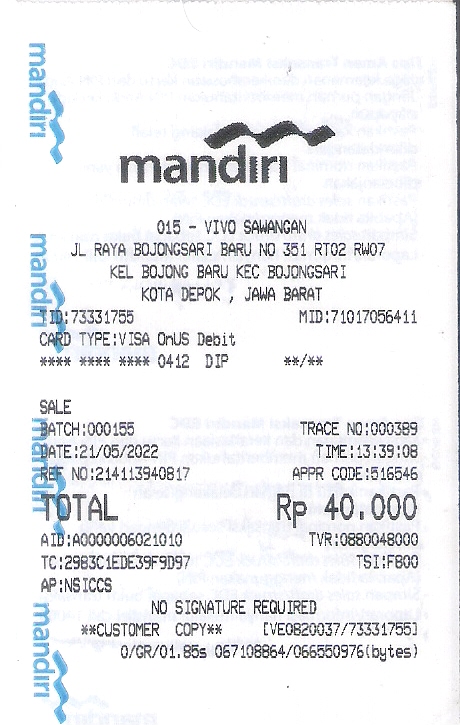 mandiri
015 - VIVO SAWANGAN
JL RAYA BOJONGSARI BARU NO 351 RT02 RW07
KEL BOJONG BARU KEC BOJONGSARI
KOTA DEPOK , JAWA BARAT
TID:73331755 MID:71017056411
CARD TYPE:VISA OnUS Debit
**** **** **** 0412 DIP **/**
SALE
BATCH:000155 TRACE NO:000389
DATE:21/05/2022 TIME:13:39:08
REF NO:214113940817 APPR CODE:516546
TOTAL Rp 40.000
AID:A0000006021010 TVR:0880048000
TC:2983C1EDE39F9D97 TSI:F800
AP:NSICCS
NO SIGNATURE REQUIRED
**CUSTOMER COPY** [VE0820037/73331755]
0/GR/01.85s 067108864/066550976(bytes)
mandiri
mandiri
mandiri
mandiri